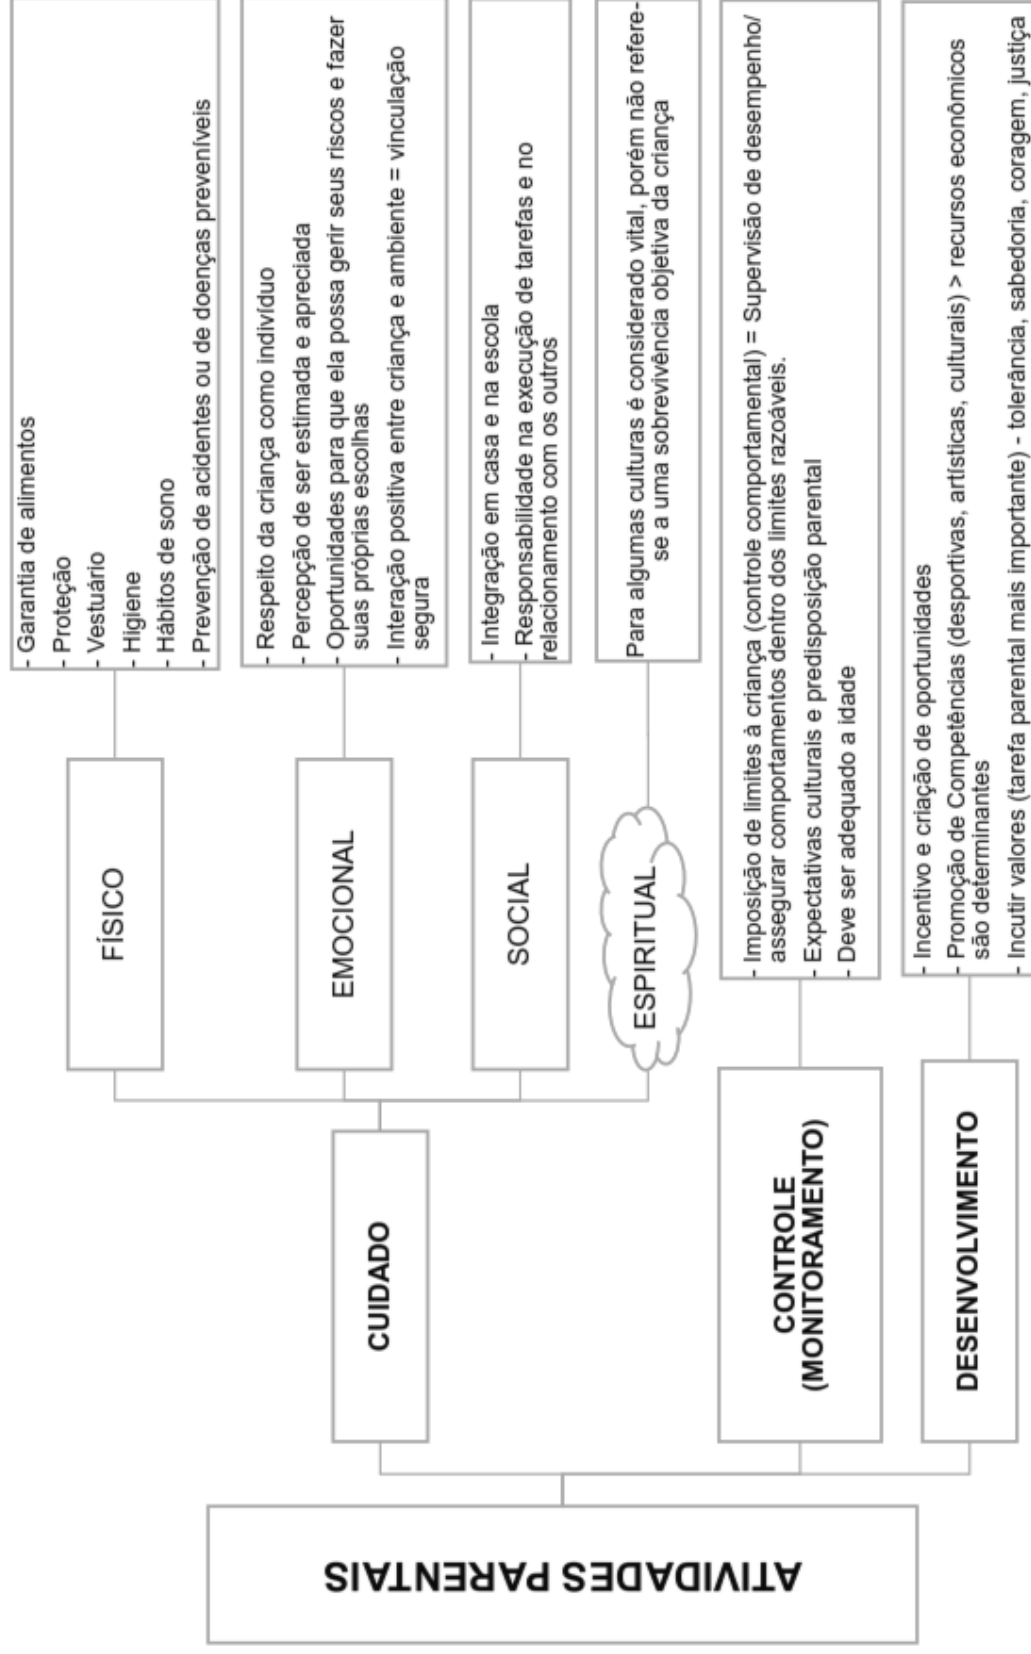 ATIVIDADES PARENTAIS
CUIDADO
FÍSICO
- Garantia de alimentos
- Proteção
- Vestuário
- Higiene
- Hábitos de sono
- Prevenção de acidentes ou de doenças preveníveis
EMOCIONAL
- Respeito da criança como indivíduo
- Percepção de ser estimada e apreciada
- Oportunidades para que ela possa gerir seus riscos e fazer
suas próprias escolhas
- Interação positiva entre criança e ambiente = vinculação
segura
SOCIAL
- Integração em casa e na escola
- Responsabilidade na execução de tarefas e no
relacionamento com os outros
ESPIRITUAL
Para algumas culturas é considerado vital, porém não refere-
se a uma sobrevivência objetiva da criança
CONTROLE
(MONITORAMENTO)
- Imposição de limites à criança (controle comportamental) = Supervisão de desempenho/
assegurar comportamentos dentro dos limites razoáveis.
- Expectativas culturais e predisposição parental
- Deve ser adequado a idade
DESENVOLVIMENTO
- Incentivo e criação de oportunidades
- Promoção de Competências (desportivas, artísticas, culturais) > recursos econômicos
são determinantes
- Incutir valores (tarefa parental mais importante) - tolerância, sabedoria, coragem, justiça